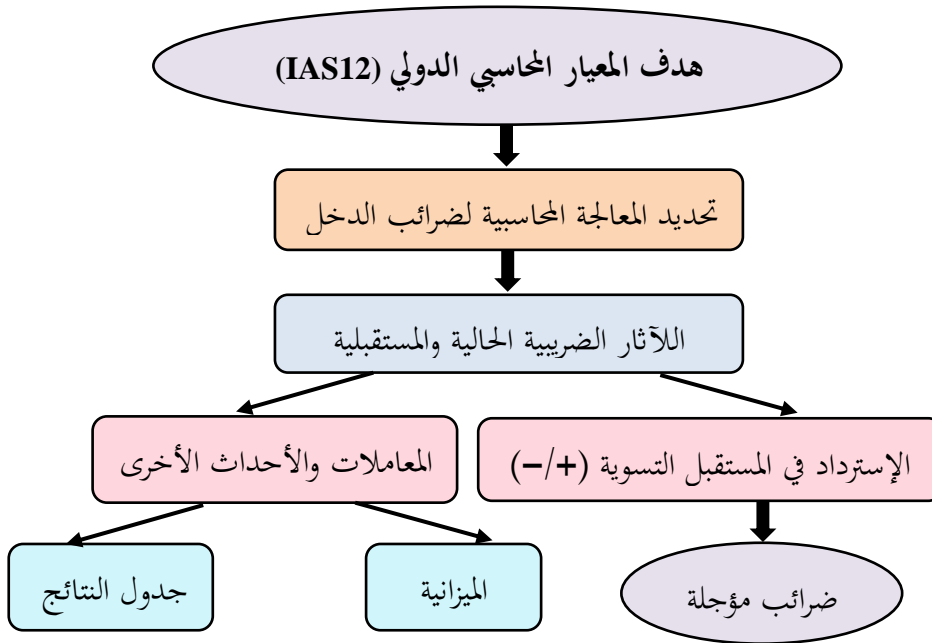 هدف المعيار المحاسبي الدولي (IAS12)
تحديد المعالجة المحاسبية لضرائب الدخل
اللآثار الضريبية الحالية والمستقبلية
الإسترداد في المستقبل التسوية (+/−)
المعاملات والأحداث الأخرى
ضرائب مؤجلة
الميزانية
جدول النتائج